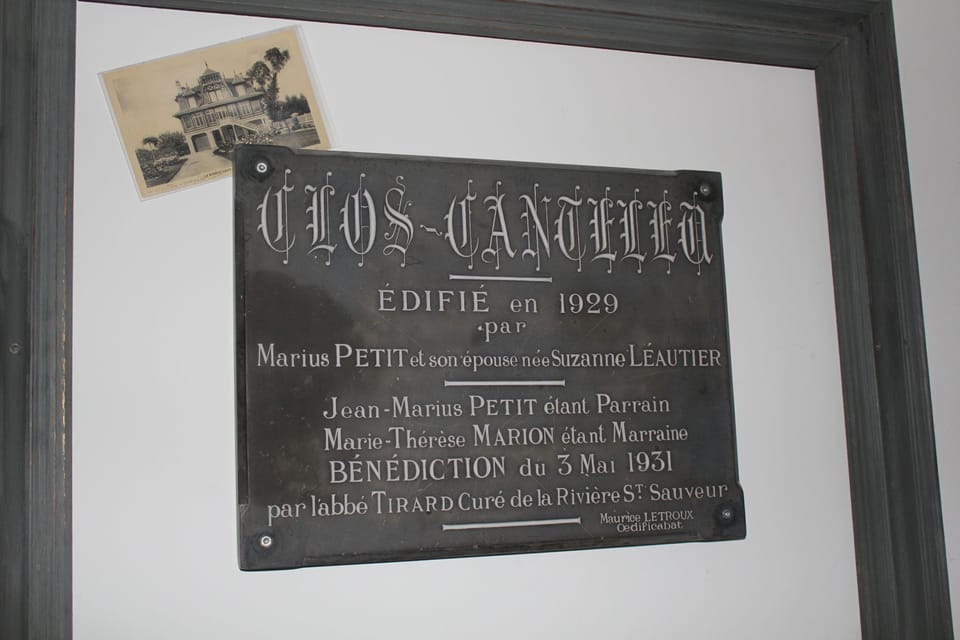 CLOS~CANTELEU
ÉDIFIÉ en 1929
par
Marius PETIT et son épouse née Suzanne LÉAUTIER
Jean-Marius PETIT étant Parrain
Marie-Thérèse MARION étant Marraine
BÉNÉDICTION du 3 Mai 1931
par l'abbé TIRARD Curé de la Rivière ST. Sauveur
Maurice LETROUX
Oedificabat